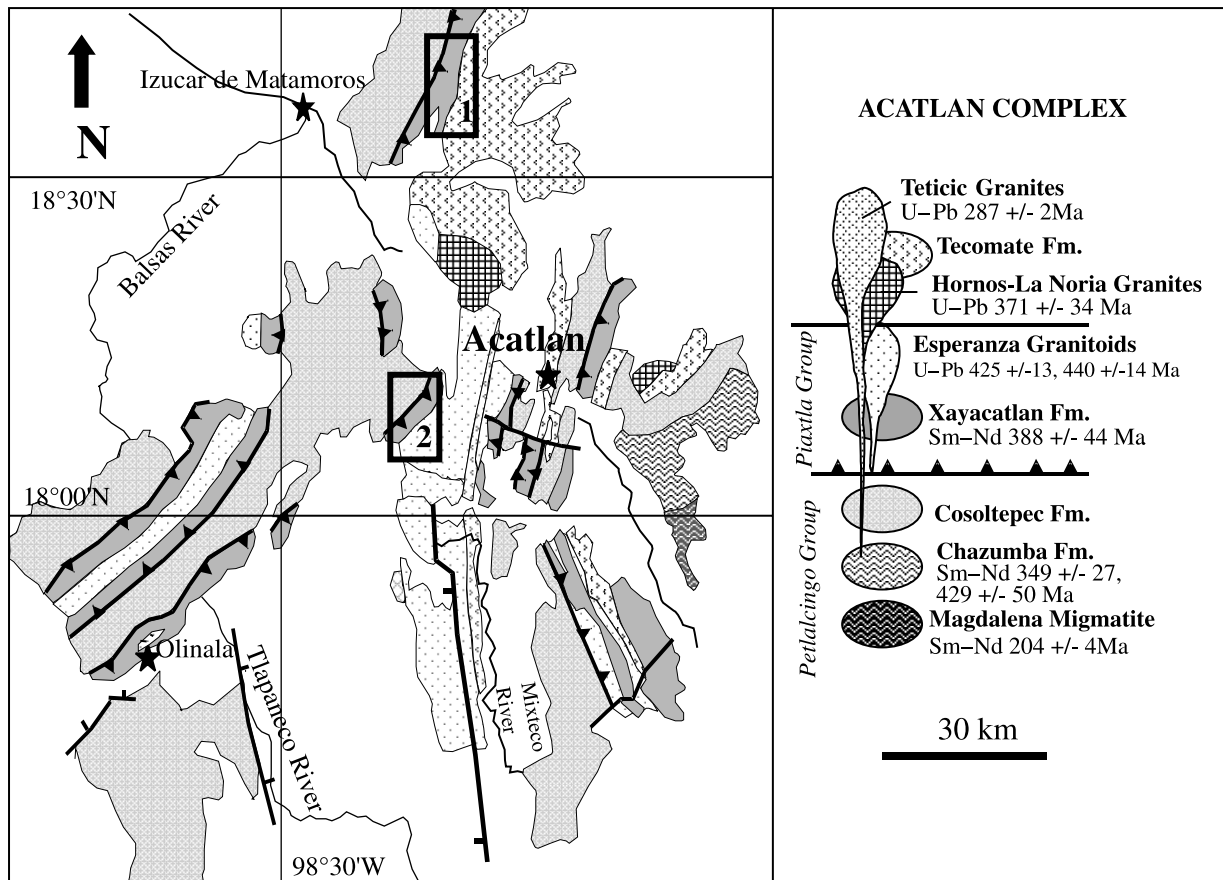 Izucar de Matamoros
N
1
18°30'N
Balsas River
Acatlan
2
18°00'N
Olinala
Tlapaneco River
Mixteco
River
98°30'W
ACATLAN COMPLEX
Teticic Granites
U-Pb 287 +/- 2Ma
Tecomate Fm.
Hornos-La Noria Granites
U-Pb 371 +/- 34 Ma
Piaxtla Group
Esperanza Granitoids
U-Pb 425 +/-13, 440 +/-14 Ma
Xayacatlan Fm.
Sm-Nd 388 +/- 44 Ma
Petlalcingo Group
Cosoltepec Fm.
Chazumba Fm.
Sm-Nd 349 +/- 27,
429 +/- 50 Ma
Magdalena Migmatite
Sm-Nd 204 +/- 4Ma
30 km